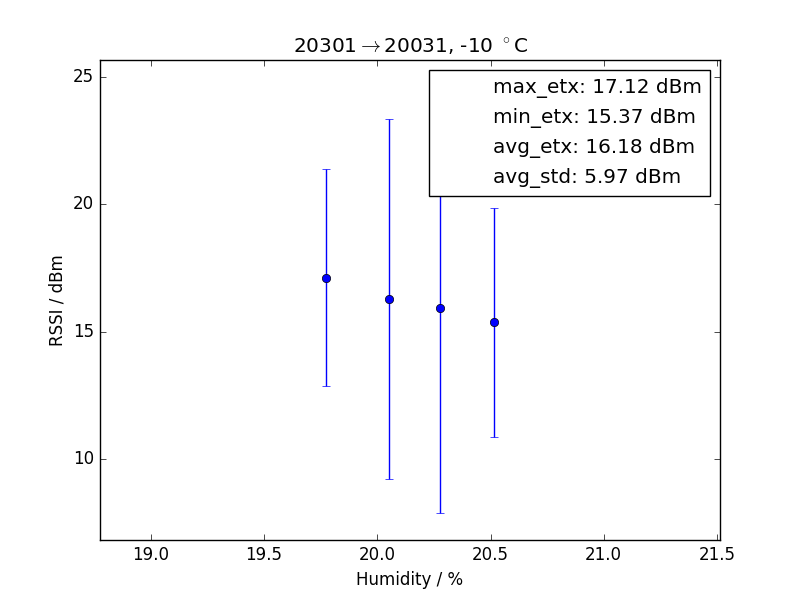 20301→20031, -10 °C
max_etx: 17.12 dBm
min_etx: 15.37 dBm
avg_etx: 16.18 dBm
avg_std: 5.97 dBm
25
20
15
10
RSSI / dBm
19.0 19.5 20.0 20.5 21.0 21.5
Humidity / %